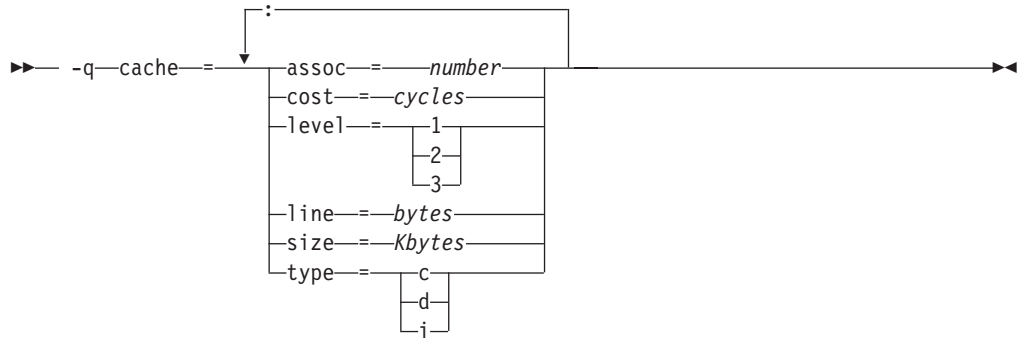 :
-q cache = assoc = number
cost = cycles
level = 1
2
3
line = bytes
size = Kbytes
type = c
d
i